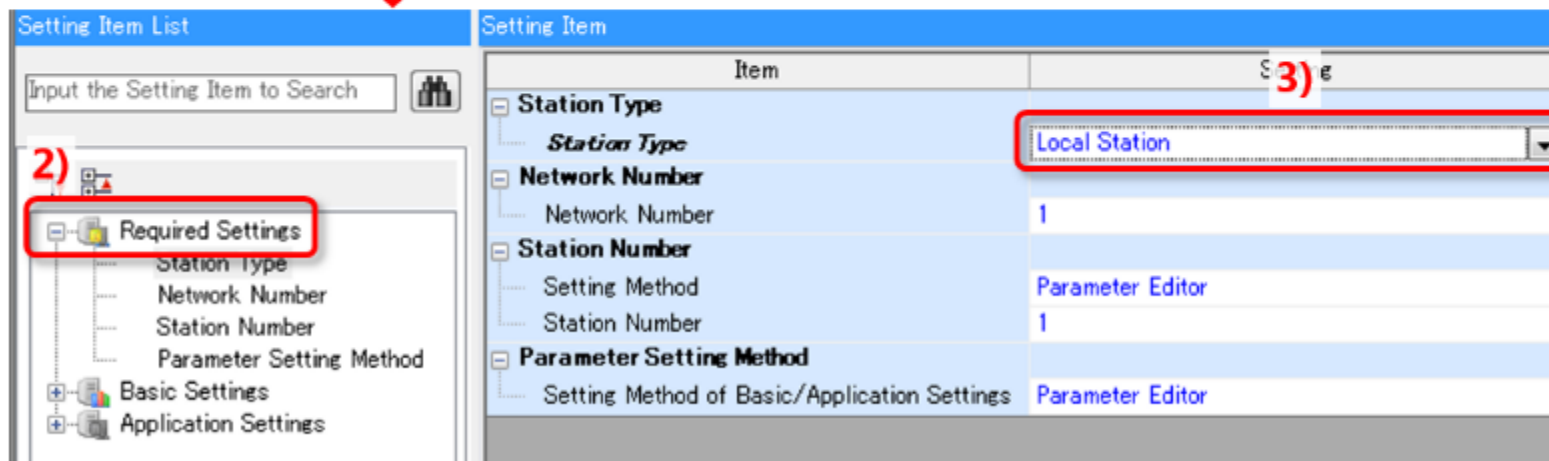 Setting Item List
Input the Setting Item to Search
2)
Required Settings
Station Type
Network Number
Station Number
Parameter Setting Method
Basic Settings
Application Settings
Setting Item
Item
Setting
3)
Station Type
Station Type Local Station
Network Number
Network Number 1
Station Number
Setting Method Parameter Editor
Station Number 1
Parameter Setting Method
Setting Method of Basic/Application Settings Parameter Editor